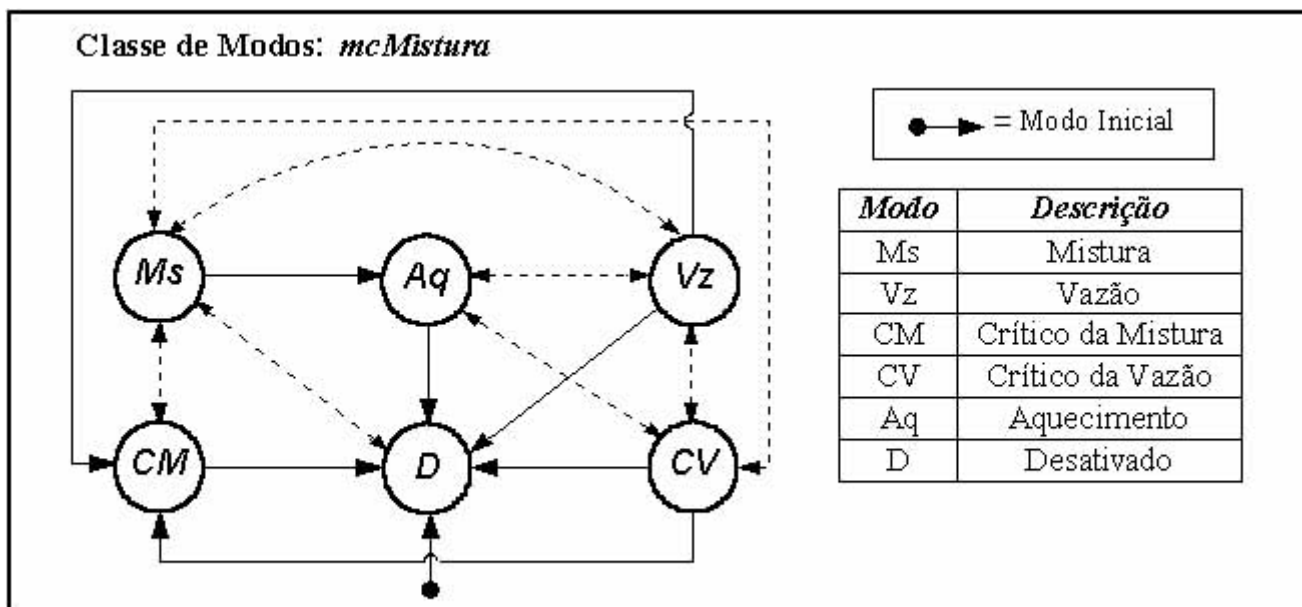 Classe de Modos: mcMistura
= Modo Inicial
Ms
Aq
Vz
CM
D
CV
Modo Descrição
Ms Mistura
Vz Vazão
CM Crítico da Mistura
CV Crítico da Vazão
Aq Aquecimento
D Desativado